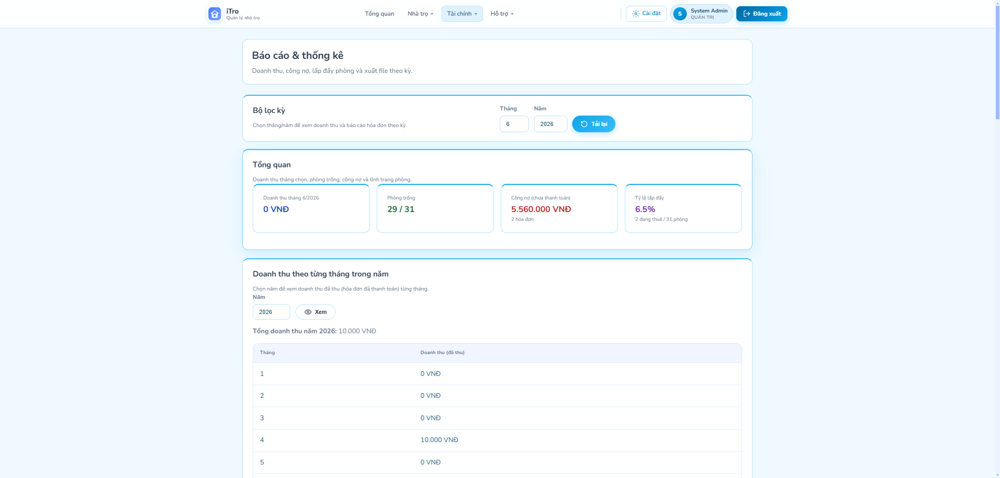 iTro
Quản lý nhà trọ
Tổng quan
Nhà trọ
Tài chính
Hỗ trợ
Cài đặt
S
System Admin
QUẢN TRỊ
Đăng xuất
Báo cáo & thống kê
Doanh thu, công nợ, lấp đầy phòng và xuất file theo kỳ.
Bộ lọc kỳ
Chọn tháng/năm để xem doanh thu và báo cáo hóa đơn theo kỳ.
Tháng
Năm
6
2026
Tải lại
Tổng quan
Doanh thu tháng chọn, phòng trống, công nợ và tình trạng phòng.
Doanh thu tháng 6/2026
0 VNĐ
Phòng trống
29 / 31
Công nợ (chưa thanh toán)
5.560.000 VNĐ
2 hóa đơn
Tỷ lệ lấp đầy
6.5%
2 đang thuê / 31 phòng
Doanh thu theo từng tháng trong năm
Chọn năm để xem doanh thu đã thu (hóa đơn đã thanh toán) từng tháng.
Năm
2026
Xem
Tổng doanh thu năm 2026: 10.000 VNĐ
Tháng Doanh thu (đã thu)
1 0 VNĐ
2 0 VNĐ
3 0 VNĐ
4 10.000 VNĐ
5 0 VNĐ